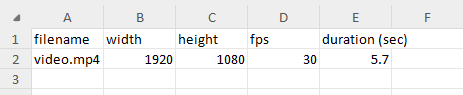 A B C D E F
1 filename width height fps duration (sec)
2 video.mp4 1920 1080 30 5.7
3